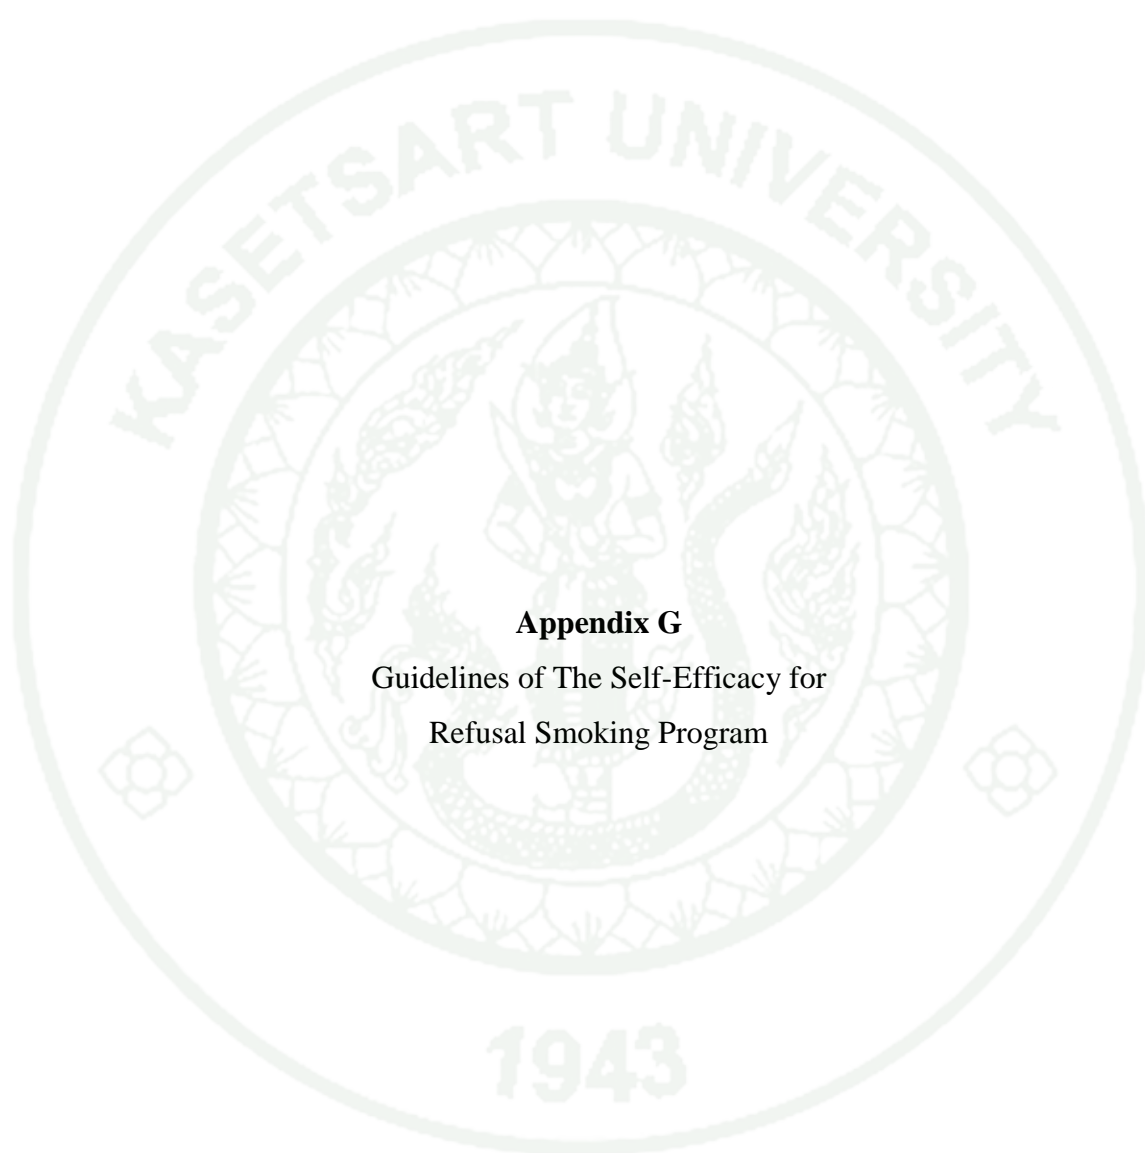 KASETSART UNIVERSITY
Appendix G
Guidelines of The Self-Efficacy for
Refusal Smoking Program
1943